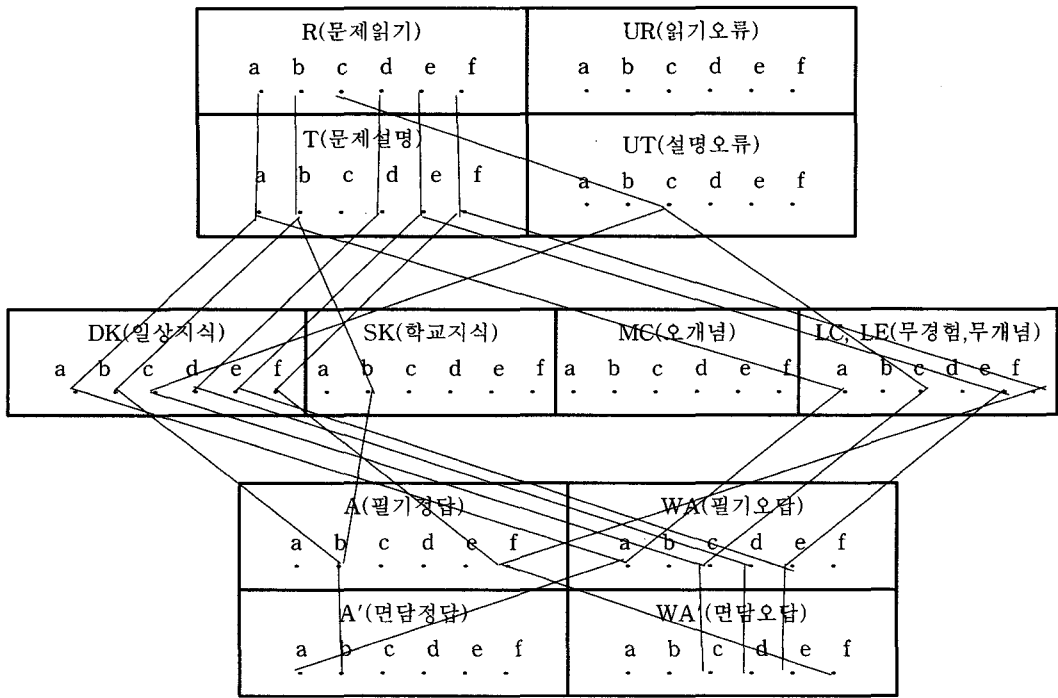 R(문제읽기) UR(읽기오류)
a b c d e f a b c d e f
T(문제설명) UT(설명오류)
a b c d e f a b c d e f
DK(일상지식) SK(학교지식) MC(오개념) LC, LE(무경험,무개념)
a b c d e f a b c d e f a b c d e f a b c d e f
A(필기정답) WA(필기오답)
a b c d e f a b c d e f
A′(면담정답) WA′(면담오답)
a b c d e f a b c d e f